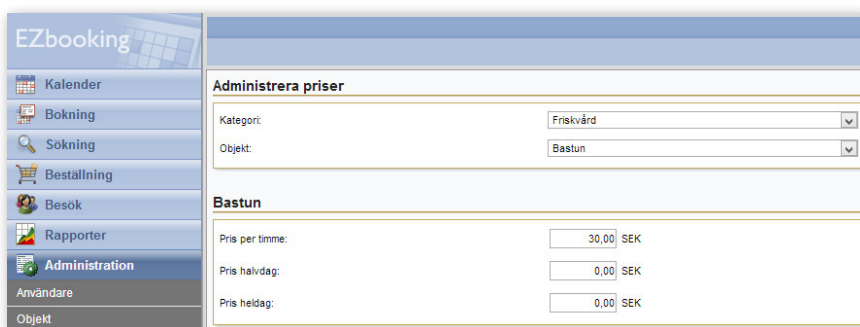 EZbooking
Kalender
Bokning
Sökning
Beställning
Besök
Rapporter
Administration
Användare
Objekt
Administrera priser
Kategori: Friskvård
Objekt: Bastun
Bastun
Pris per timme: 30,00 SEK
Pris halvdag: 0,00 SEK
Pris heldag: 0,00 SEK